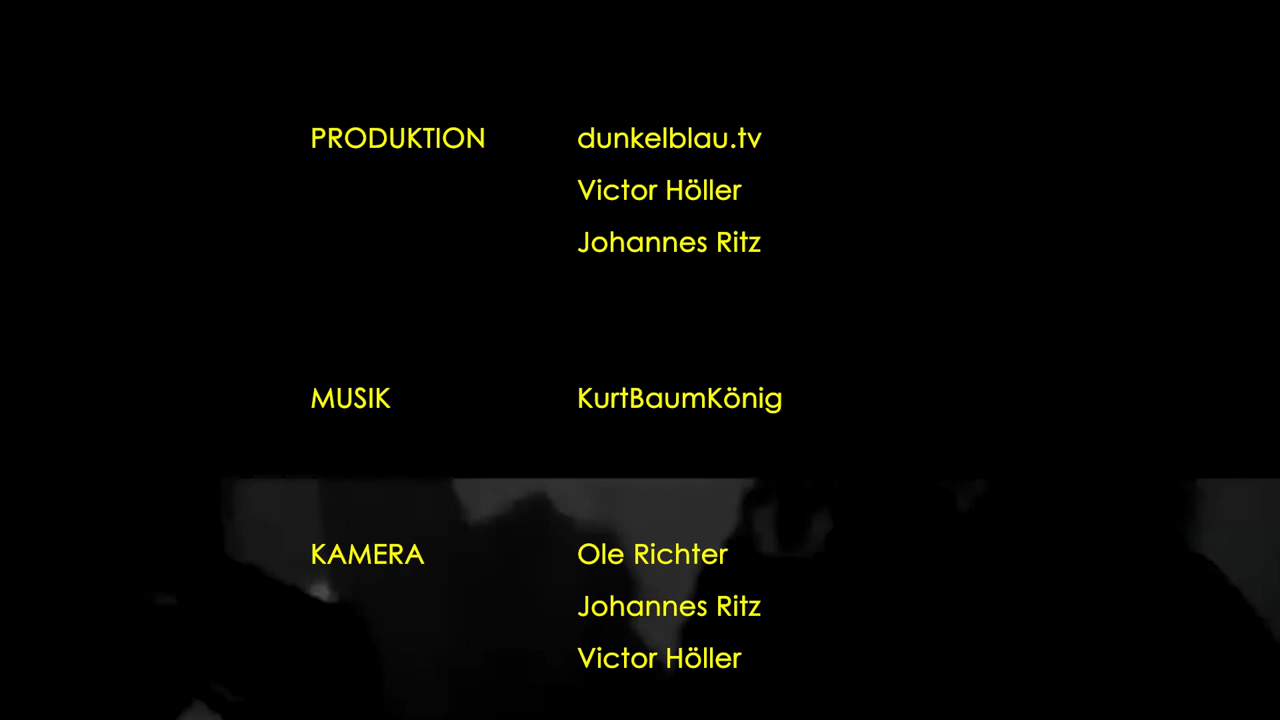 PRODUKTION dunkelblau.tv
Victor Höller
Johannes Ritz
MUSIK KurtBaumKönig
KAMERA Ole Richter
Johannes Ritz
Victor Höller